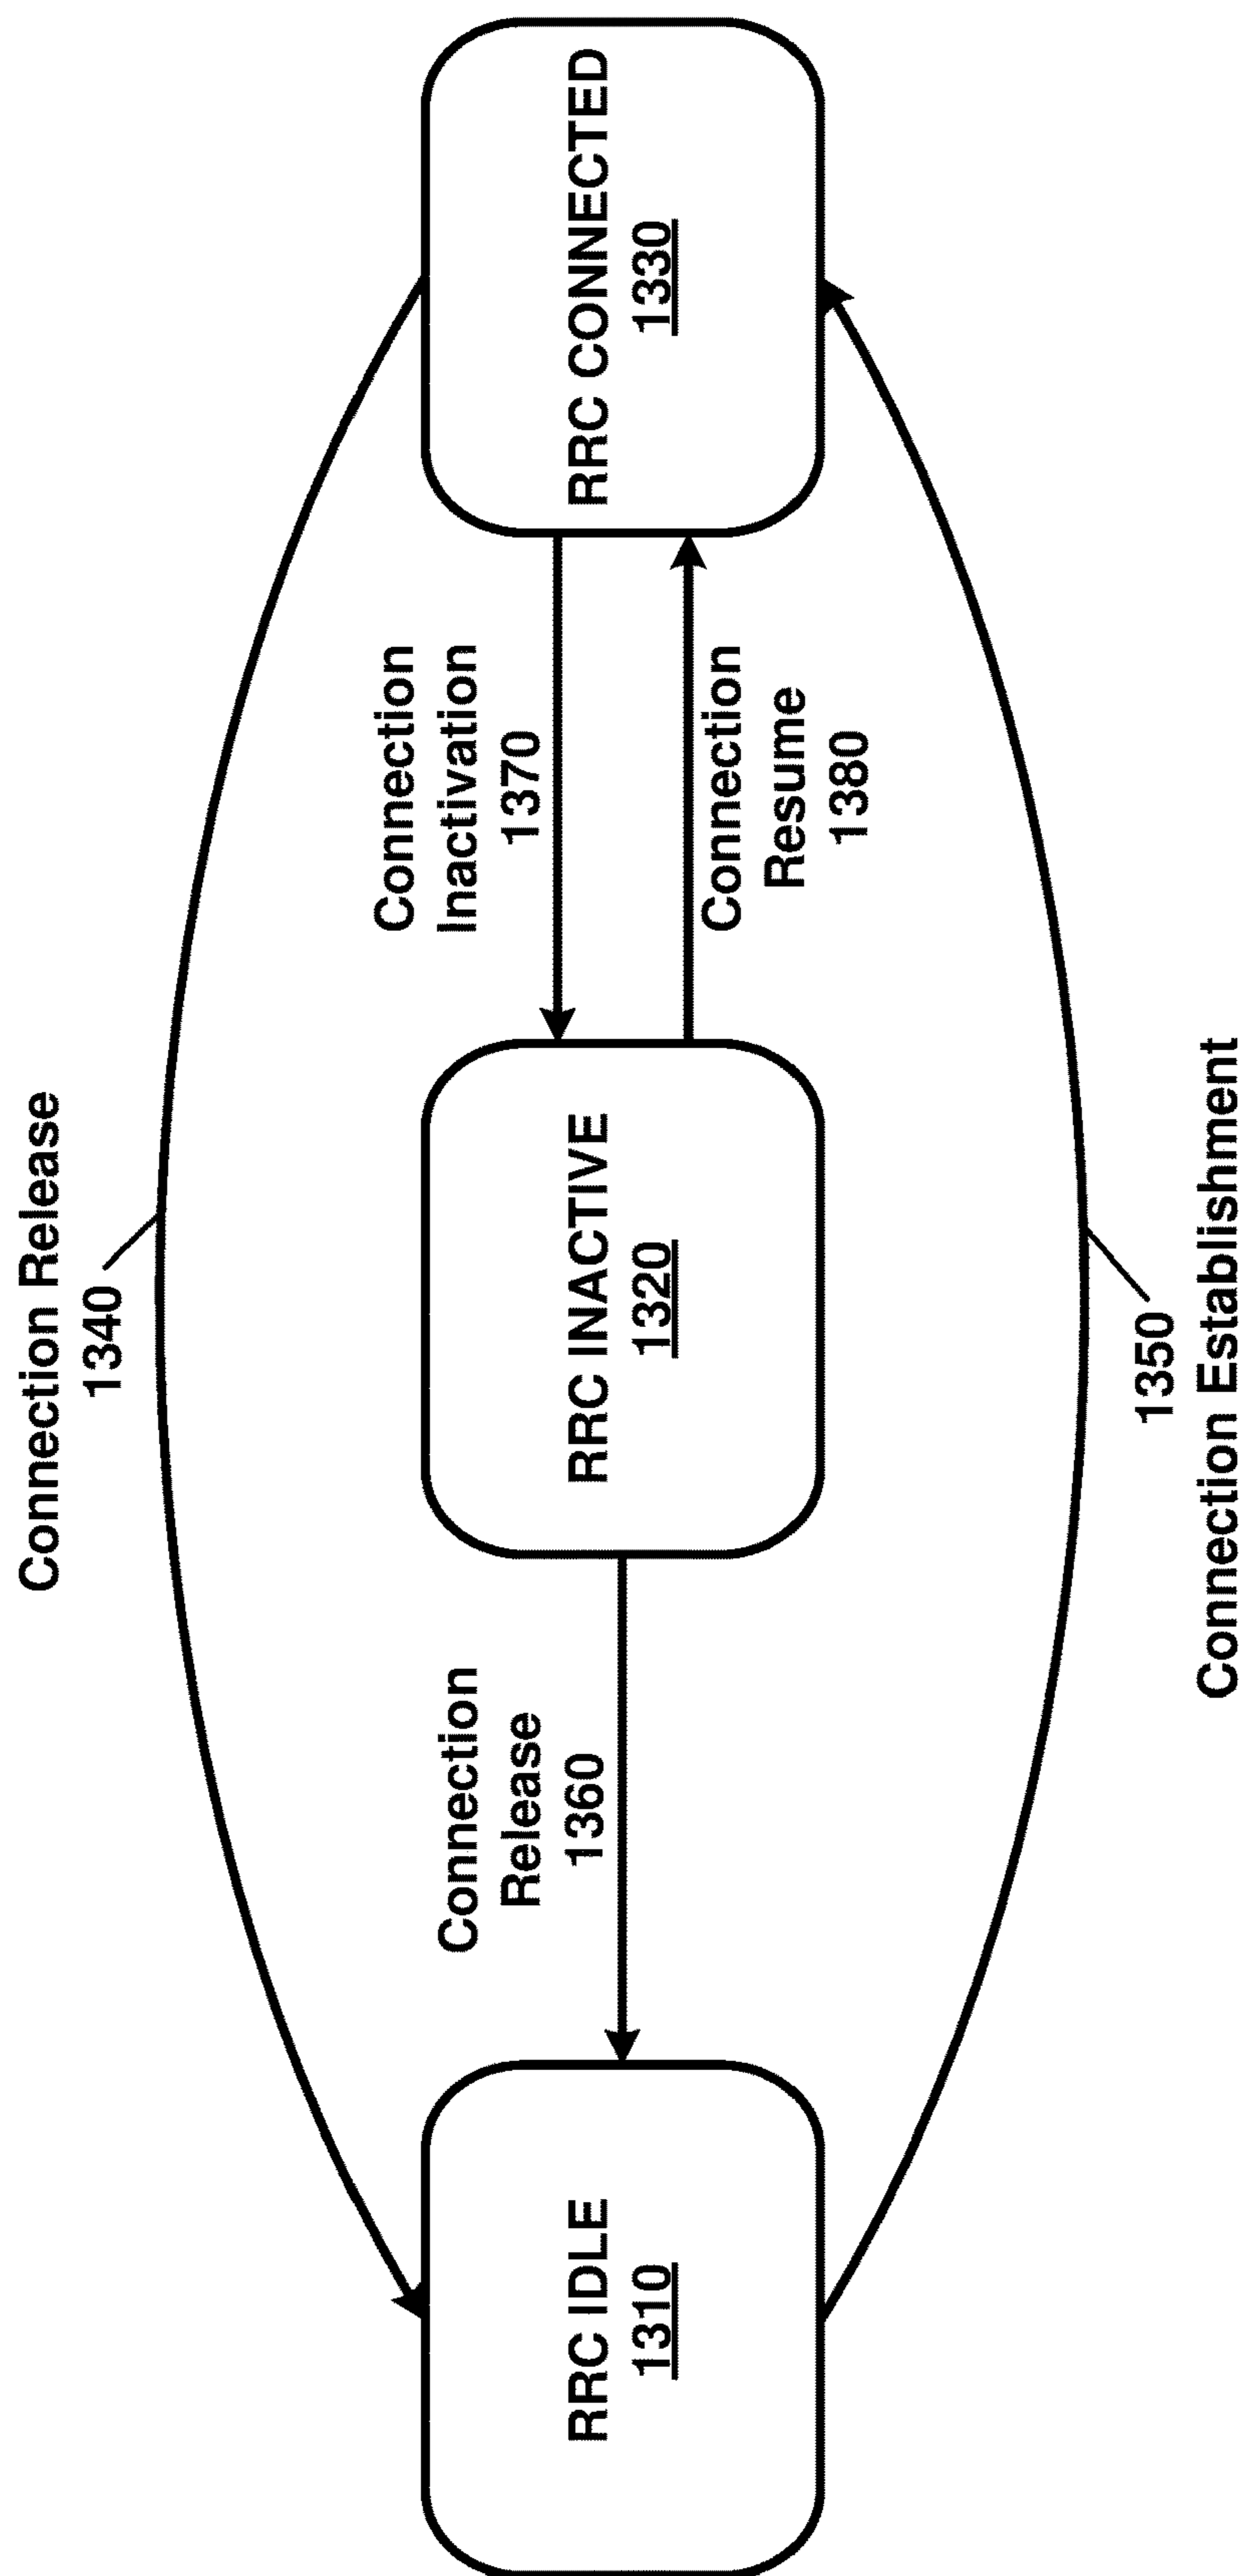 Connection Release
1340
Connection
Inactivation
1370
Connection
Release
1360
RRC IDLE
1310
RRC INACTIVE
1320
RRC CONNECTED
1330
Connection
Resume
1380
1350
Connection Establishment